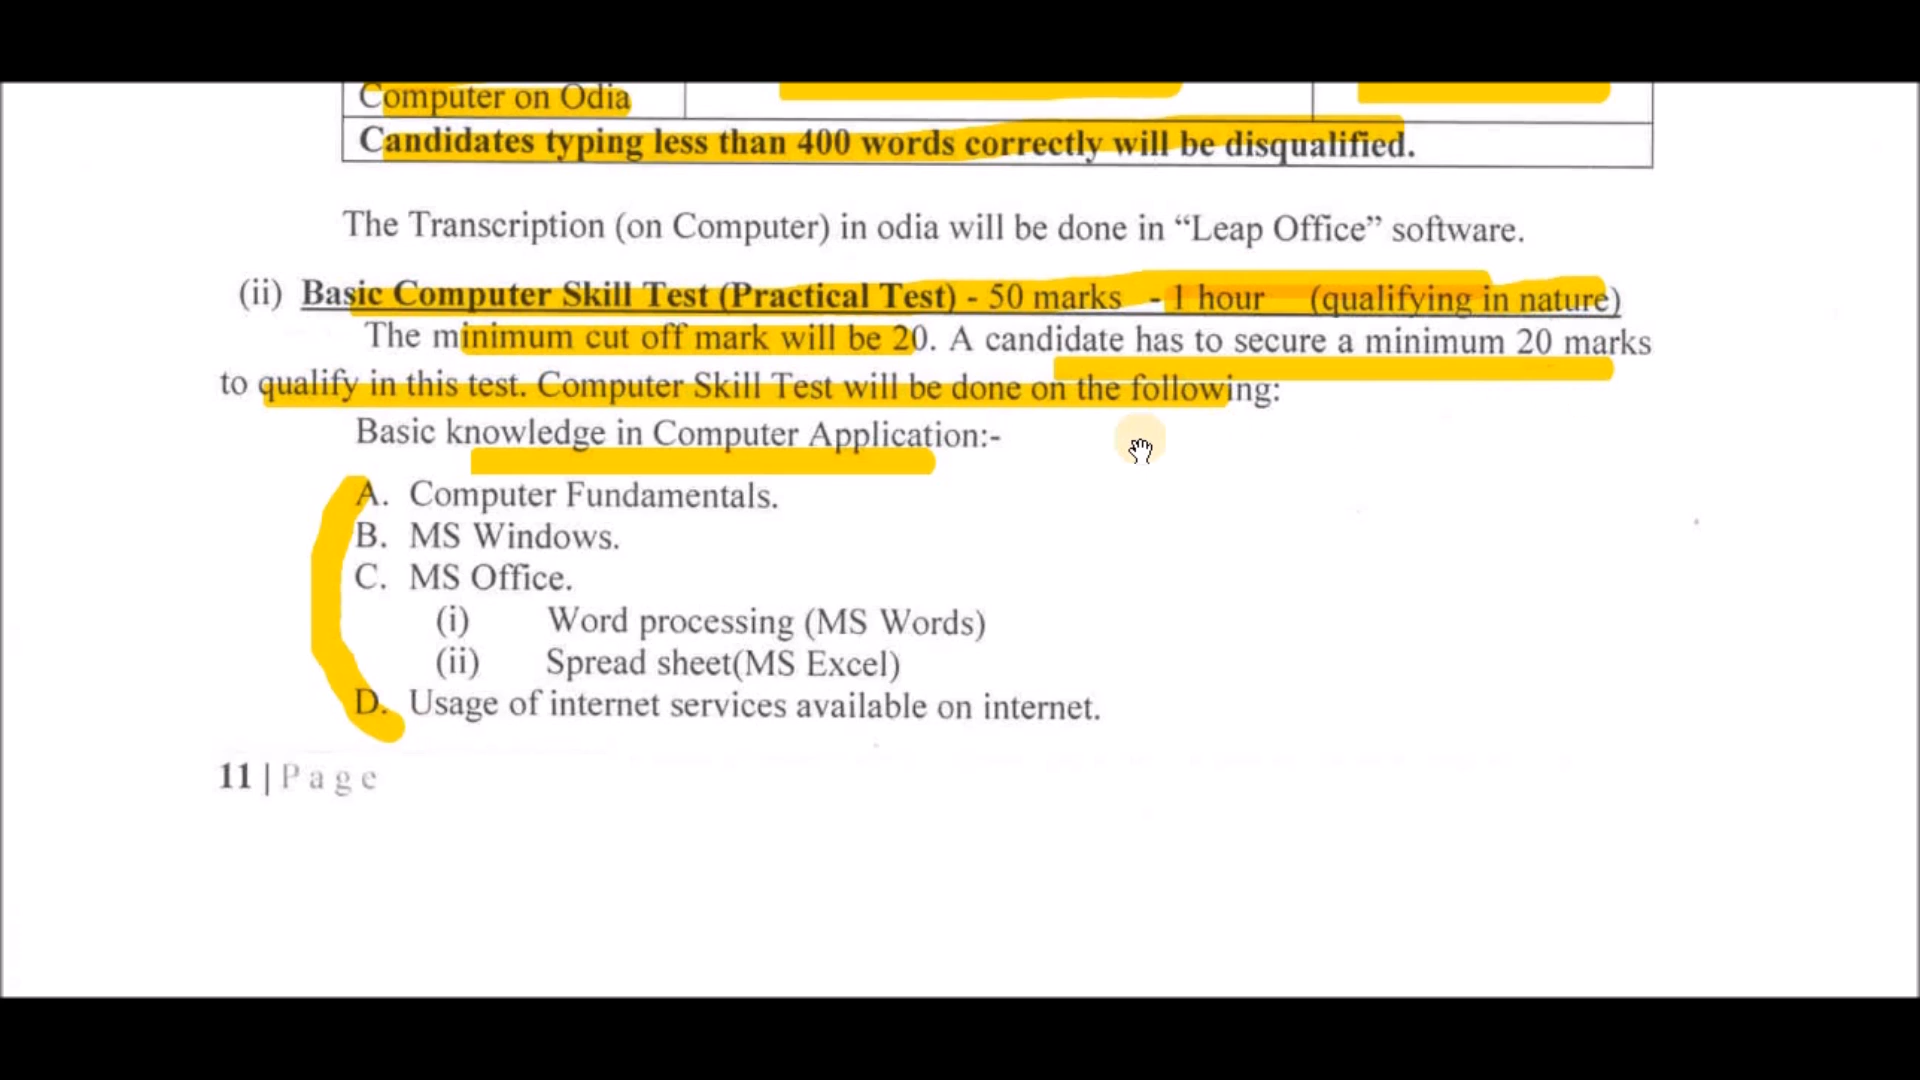 Computer on Odia
Candidates typing less than 400 words correctly will be disqualified.
The Transcription (on Computer) in odia will be done in “Leap Office” software.
(ii) Basic Computer Skill Test (Practical Test) - 50 marks - 1 hour (qualifying in nature)
The minimum cut off mark will be 20. A candidate has to secure a minimum 20 marks
to qualify in this test. Computer Skill Test will be done on the following:
Basic knowledge in Computer Application:-
A. Computer Fundamentals.
B. MS Windows.
C. MS Office.
(i) Word processing (MS Words)
(ii) Spread sheet(MS Excel)
D. Usage of internet services available on internet.
11 | Page